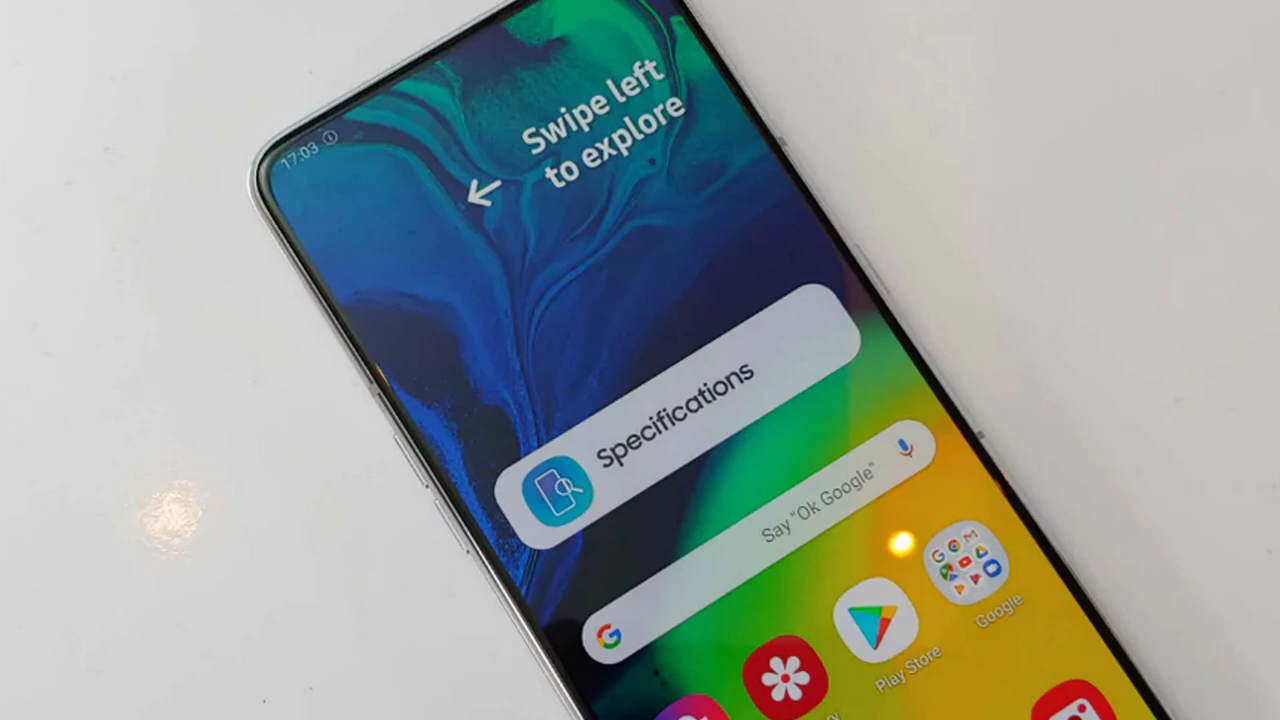 17:03
Swipe left
to explore
Specifications
Say "Ok Google"
Google
Play Store